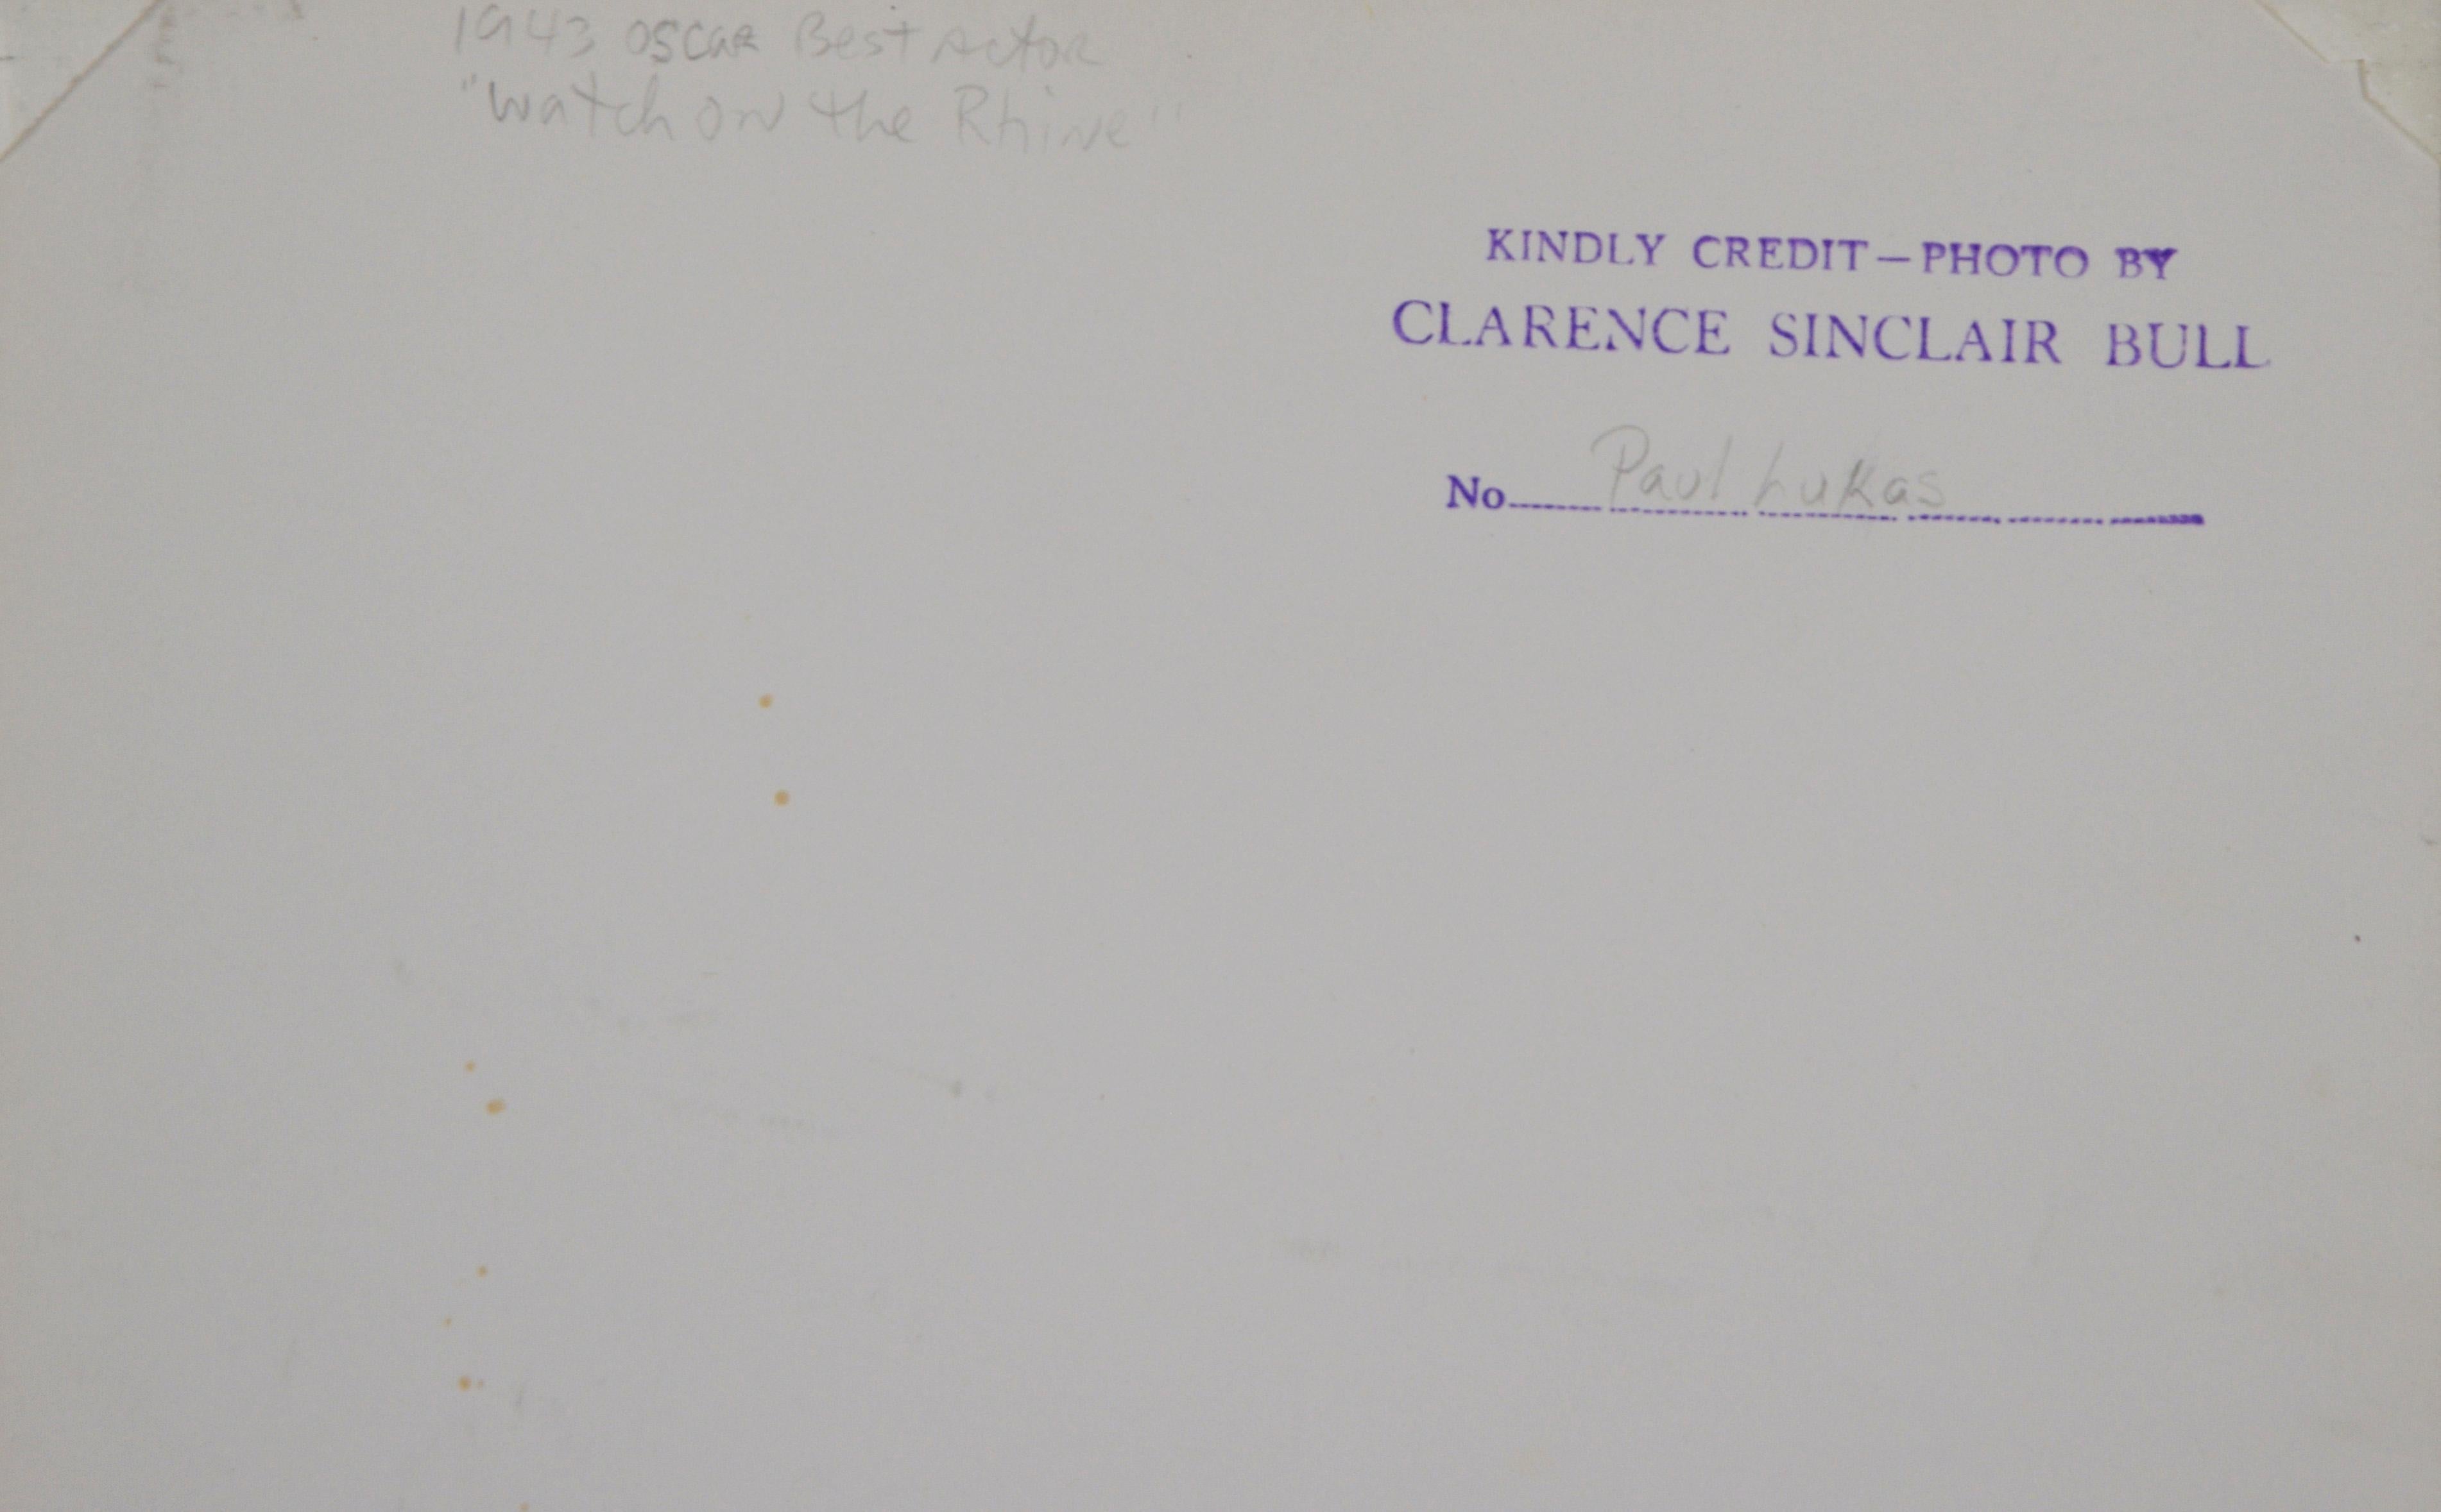 1943 OSCAR Best Actor
"Watch on the Rhine"
KINDLY CREDIT—PHOTO BY
CLARENCE SINCLAIR BULL
No. Paul Lukas